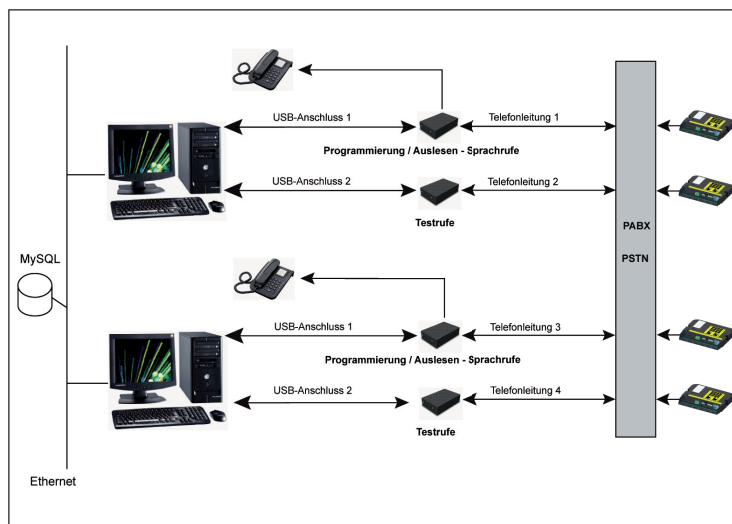 USB-Anschluss 1
Telefonleitung 1
Programmierung / Auslesen - Sprachrufe
USB-Anschluss 2
Telefonleitung 2
Testrufe
PABX
PSTN
MySQL
USB-Anschluss 1
Telefonleitung 3
Programmierung / Auslesen - Sprachrufe
USB-Anschluss 2
Telefonleitung 4
Testrufe
Ethernet